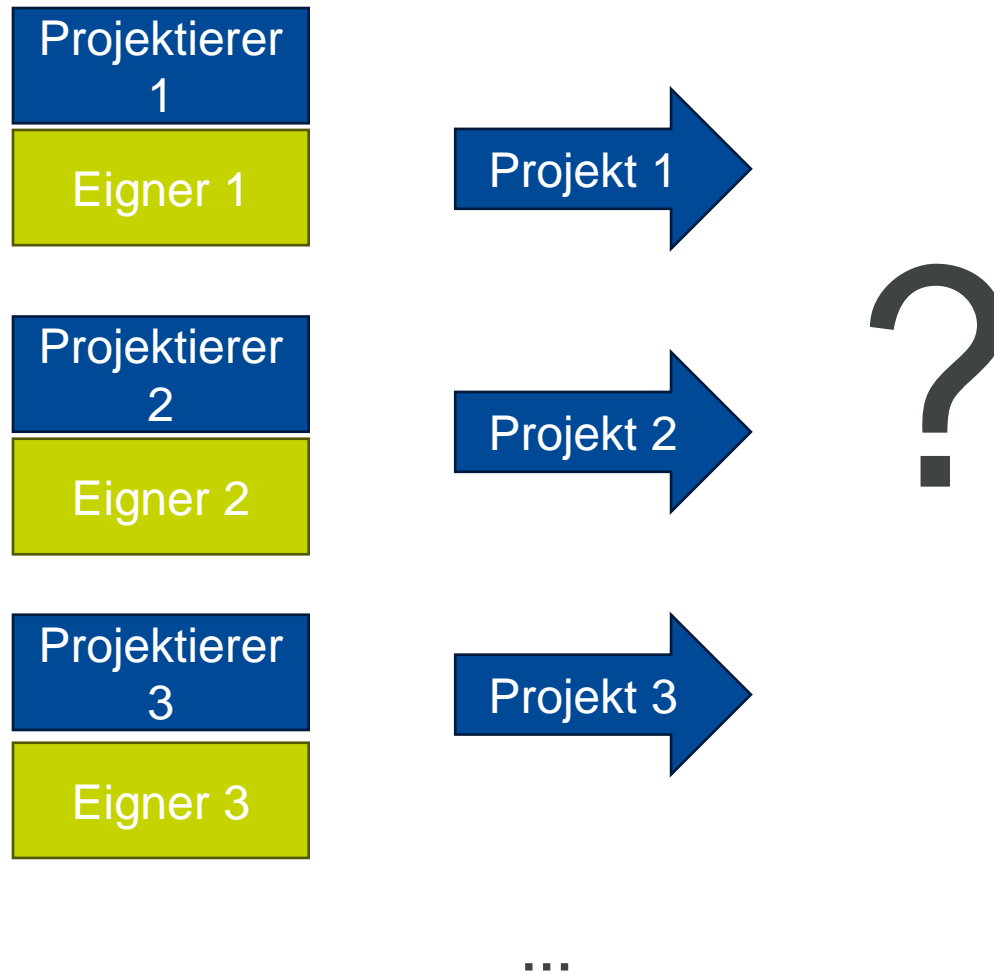 Projektierer
1
Eigner 1
Projekt 1
Projektierer
2
Eigner 2
Projekt 2
?
Projektierer
3
Eigner 3
Projekt 3
...